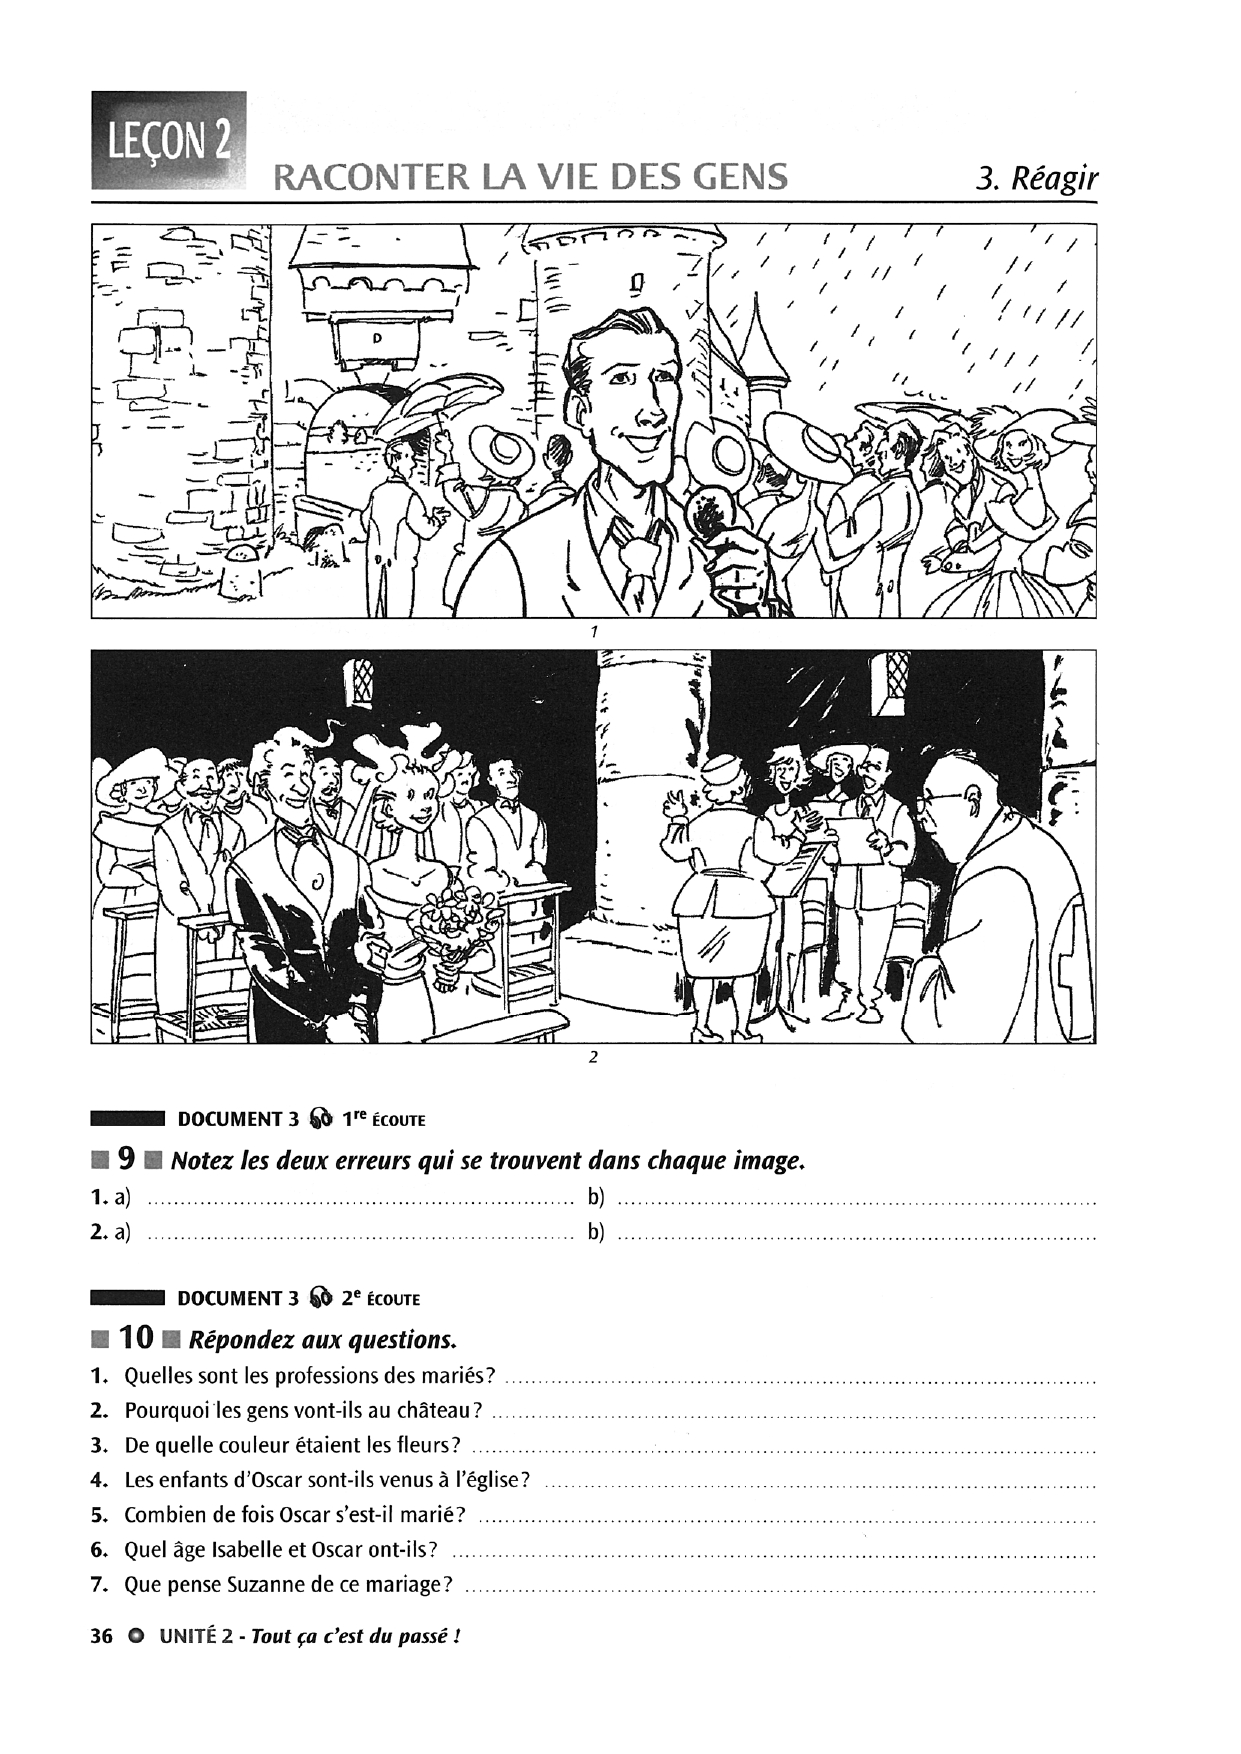 LEÇON 2
RACONTER LA VIE DES GENS
3. Réagir
1
2
DOCUMENT 3 1re ÉCOUTE
9 Notez les deux erreurs qui se trouvent dans chaque image.
1. a) ........................ b) ........................
2. a) ........................ b) ........................
DOCUMENT 3 2e ÉCOUTE
10 Répondez aux questions.
1. Quelles sont les professions des mariés? ........................
2. Pourquoi les gens vont-ils au château? ........................
3. De quelle couleur étaient les fleurs? ........................
4. Les enfants d'Oscar sont-ils venus à l'église? ........................
5. Combien de fois Oscar s'est-il marié? ........................
6. Quel âge Isabelle et Oscar ont-ils? ........................
7. Que pense Suzanne de ce mariage? ........................
36 UNITÉ 2 - Tout ça c'est du passé !